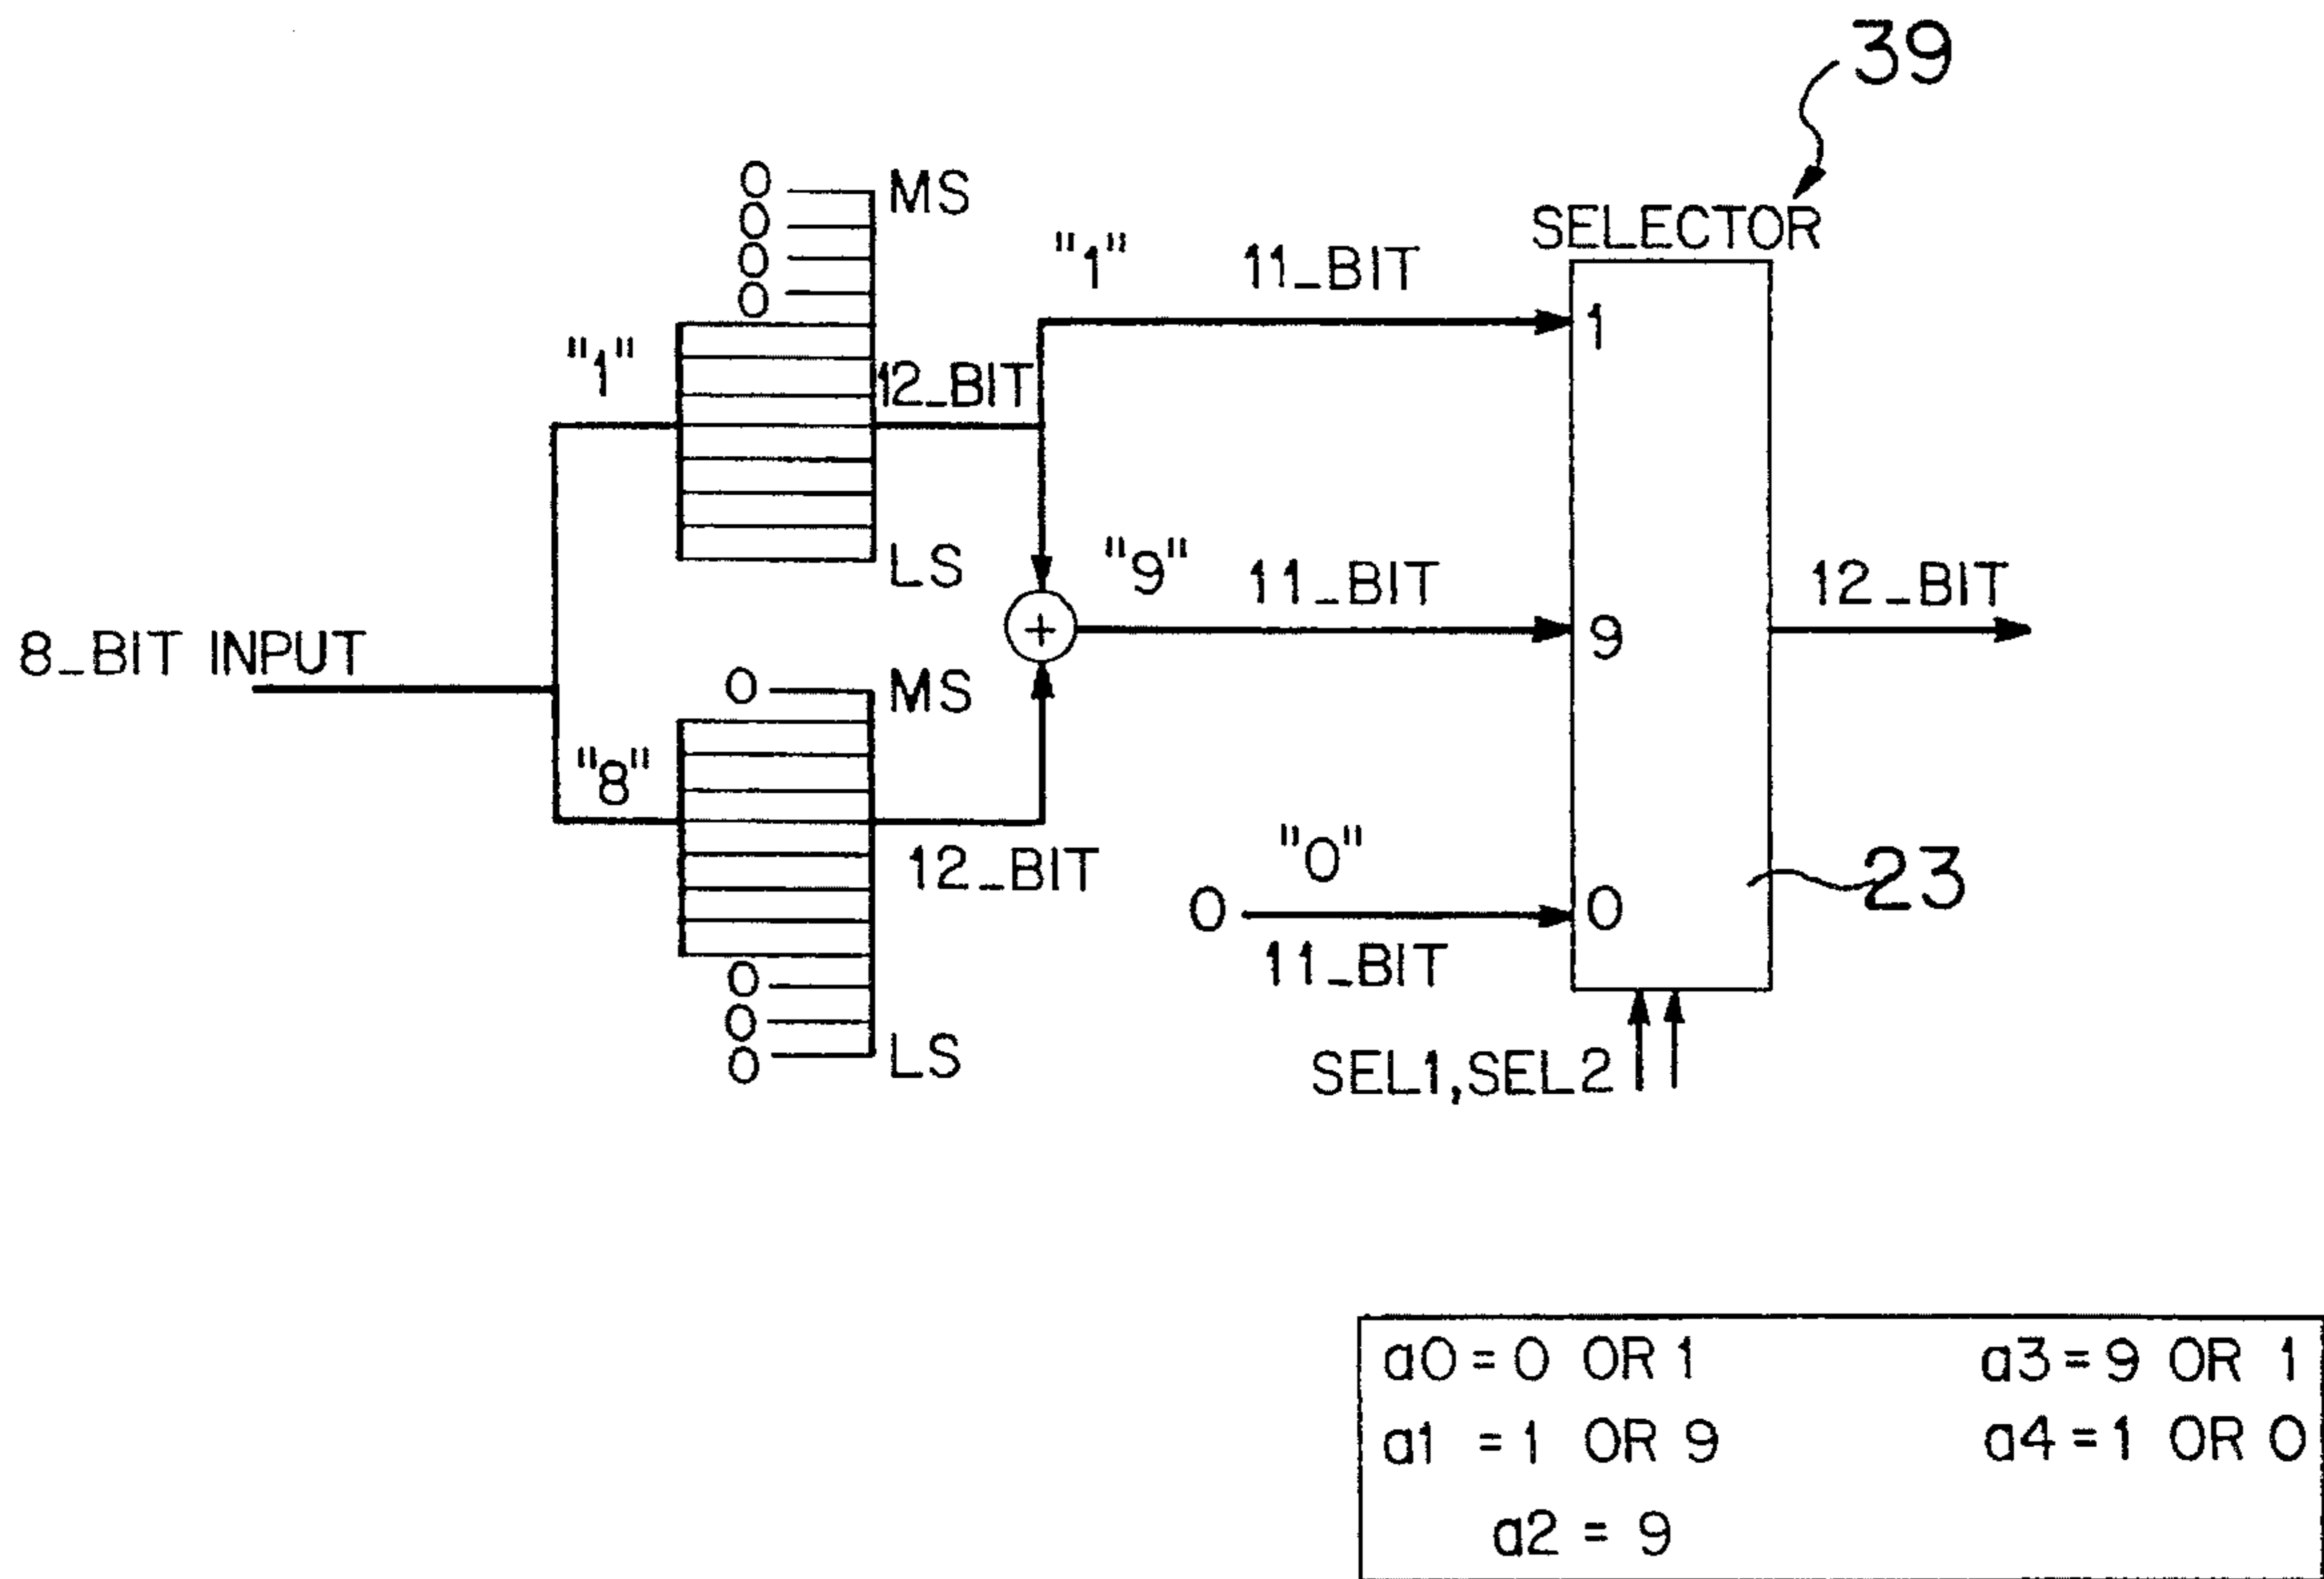 39
SELECTOR
0
0
0
0
MS
"1"
12_BIT
LS
"1"
11_BIT
1
"9"
11_BIT
9
12_BIT
8_BIT INPUT
0
MS
"8"
12_BIT
0
0
0
LS
"0"
0
11_BIT
0
23
SEL1,SEL2
a0 = 0 OR 1
a3 = 9 OR 1
a1 = 1 OR 9
a4 = 1 OR 0
a2 = 9